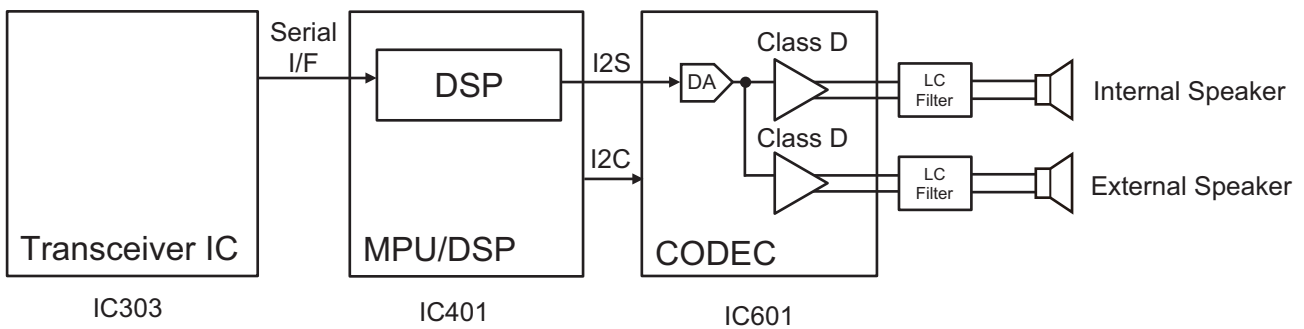 Serial
I/F
DSP
I2S
I2C
DA
Class D
Class D
LC
Filter
LC
Filter
Internal Speaker
External Speaker
Transceiver IC
MPU/DSP
CODEC
IC303
IC401
IC601